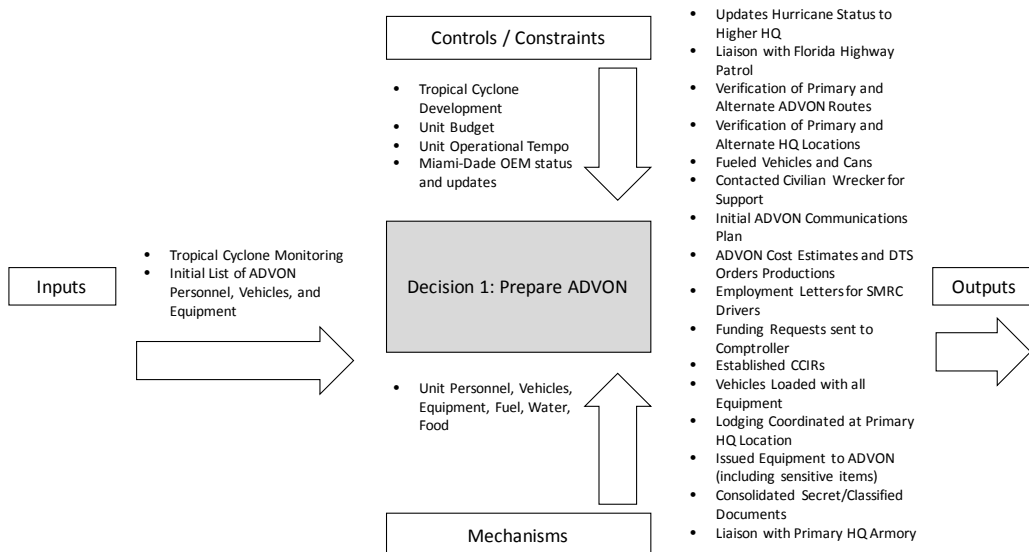 Controls / Constraints
• Tropical Cyclone
Development
• Unit Budget
• Unit Operational Tempo
• Miami-Dade OEM status
and updates
Inputs
• Tropical Cyclone Monitoring
• Initial List of ADVON
Personnel, Vehicles, and
Equipment
Decision 1: Prepare ADVON
• Unit Personnel, Vehicles,
Equipment, Fuel, Water,
Food
Mechanisms
• Updates Hurricane Status to
Higher HQ
• Liaison with Florida Highway
Patrol
• Verification of Primary and
Alternate ADVON Routes
• Verification of Primary and
Alternate HQ Locations
• Fueled Vehicles and Cans
• Contacted Civilian Wrecker for
Support
• Initial ADVON Communications
Plan
• ADVON Cost Estimates and DTS
Orders Productions
• Employment Letters for SMRC
Drivers
• Funding Requests sent to
Comptroller
• Established CCIRs
• Vehicles Loaded with all
Equipment
• Lodging Coordinated at Primary
HQ Location
• Issued Equipment to ADVON
(including sensitive items)
• Consolidated Secret/Classified
Documents
• Liaison with Primary HQ Armory
Outputs